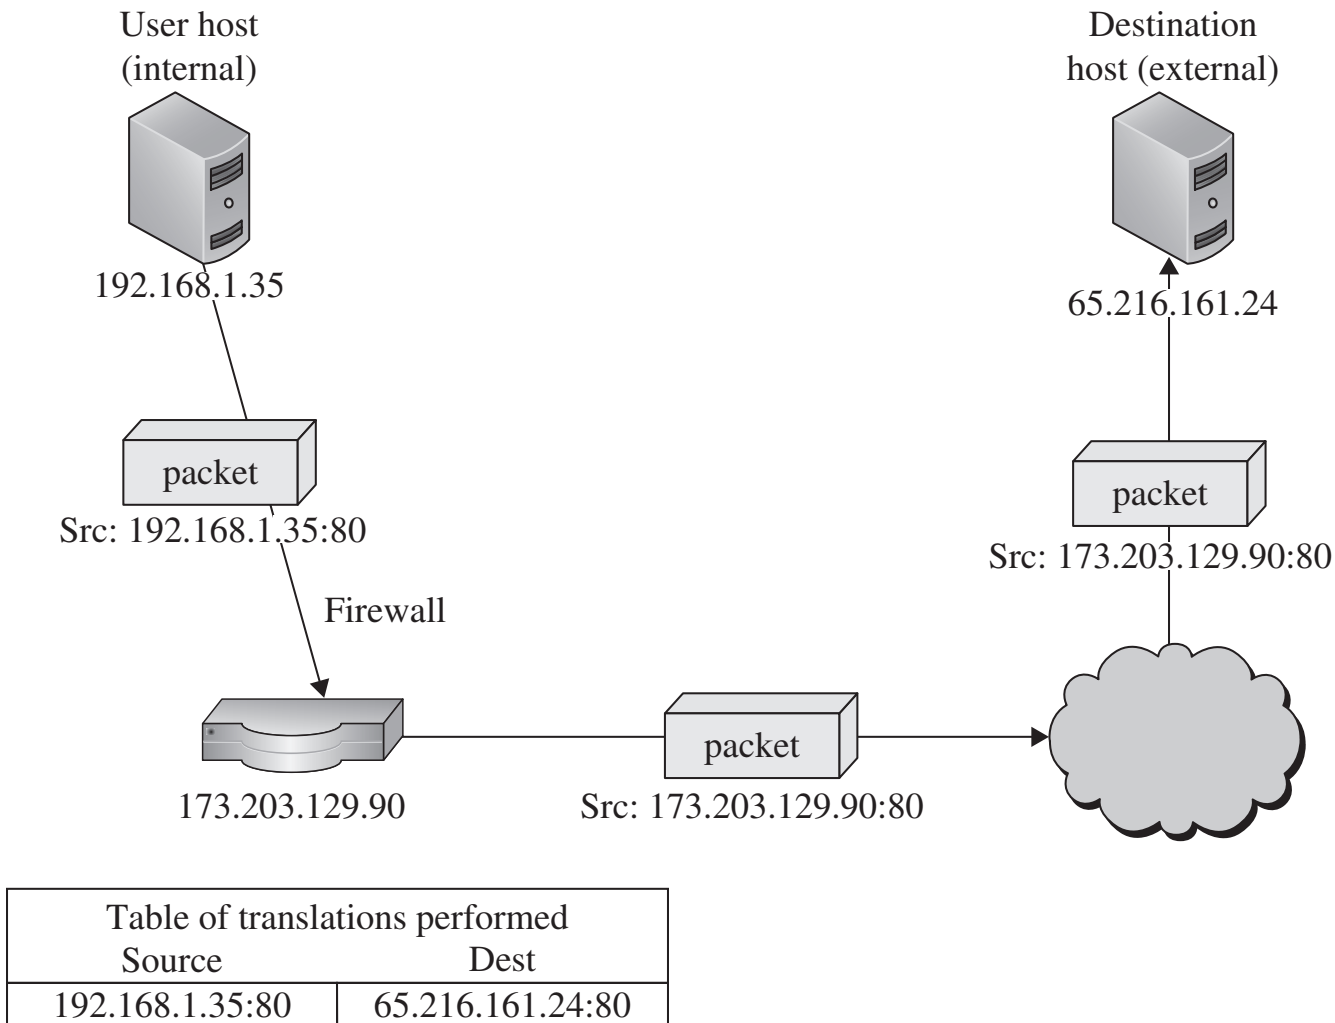 User host
(internal)
Destination
host (external)
192.168.1.35
65.216.161.24
packet
Src: 192.168.1.35:80
packet
Src: 173.203.129.90:80
Firewall
173.203.129.90
packet
Src: 173.203.129.90:80
Table of translations performed
Source Dest
192.168.1.35:80 65.216.161.24:80